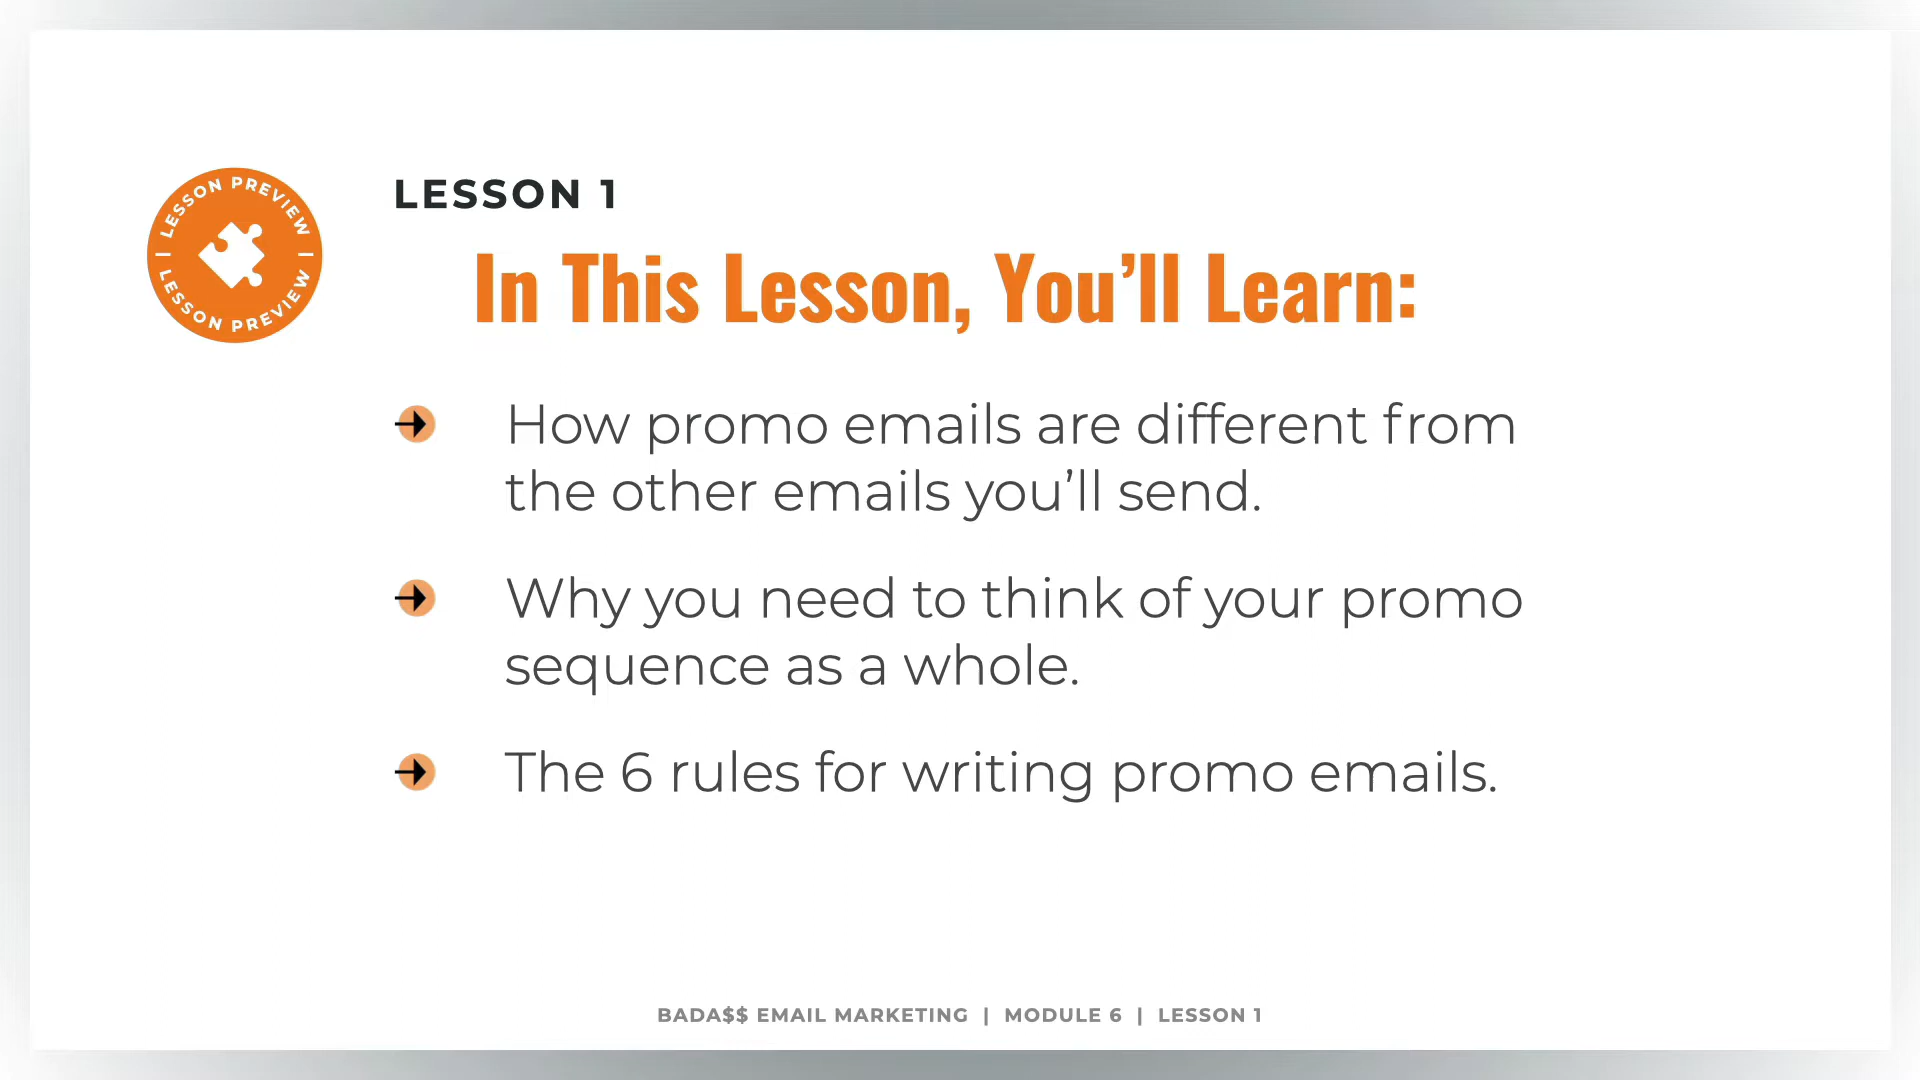 | LESSON PREVIEW |
LESSON PREVIEW
LESSON 1
In This Lesson, You’ll Learn:
How promo emails are different from
the other emails you’ll send.
Why you need to think of your promo
sequence as a whole.
The 6 rules for writing promo emails.
BADA$$ EMAIL MARKETING | MODULE 6 | LESSON 1